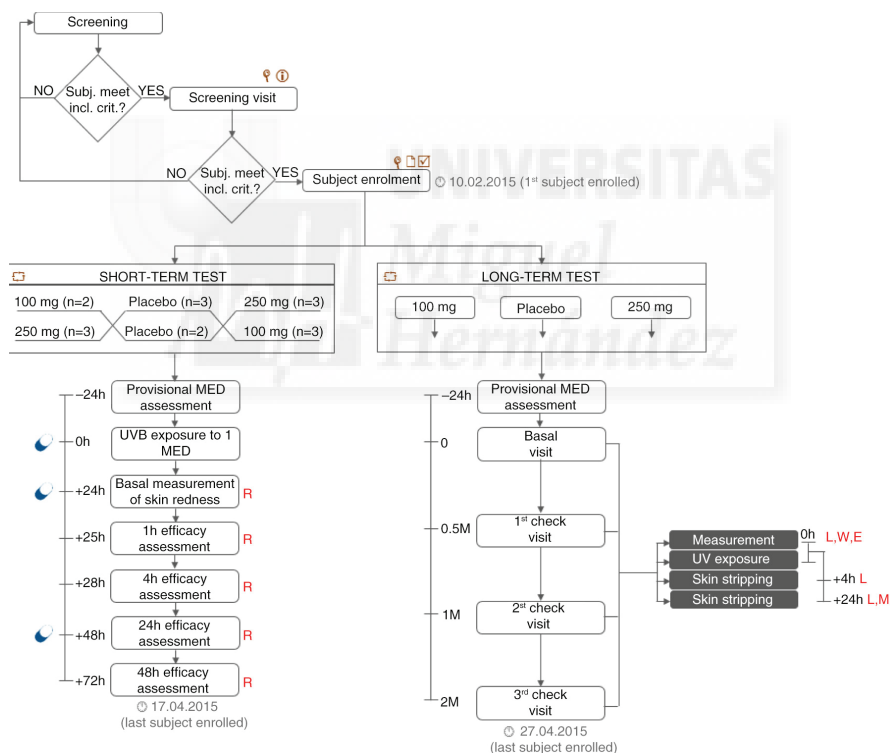 Screening
NO
Subj. meet
incl. crit.?
YES
Screening visit
NO
Subj. meet
incl. crit.?
YES
Subject enrolment
10.02.2015 (1st subject enrolled)
UNIVERSITAS
Miguel
Hernández
SHORT-TERM TEST
100 mg (n=2)
Placebo (n=3)
250 mg (n=3)
250 mg (n=3)
Placebo (n=2)
100 mg (n=3)
LONG-TERM TEST
100 mg
Placebo
250 mg
–24h
Provisional MED
assessment
0h
UVB exposure to 1
MED
+24h
Basal measurement
of skin redness
R
+25h
1h efficacy
assessment
R
+28h
4h efficacy
assessment
R
+48h
24h efficacy
assessment
R
+72h
48h efficacy
assessment
R
17.04.2015
(last subject enrolled)
–24h
Provisional MED
assessment
0
Basal
visit
0.5M
1st check
visit
1M
2st check
visit
2M
3rd check
visit
27.04.2015
(last subject enrolled)
Measurement
0h
L,W,E
UV exposure
Skin stripping
+4h L
Skin stripping
+24h L,M